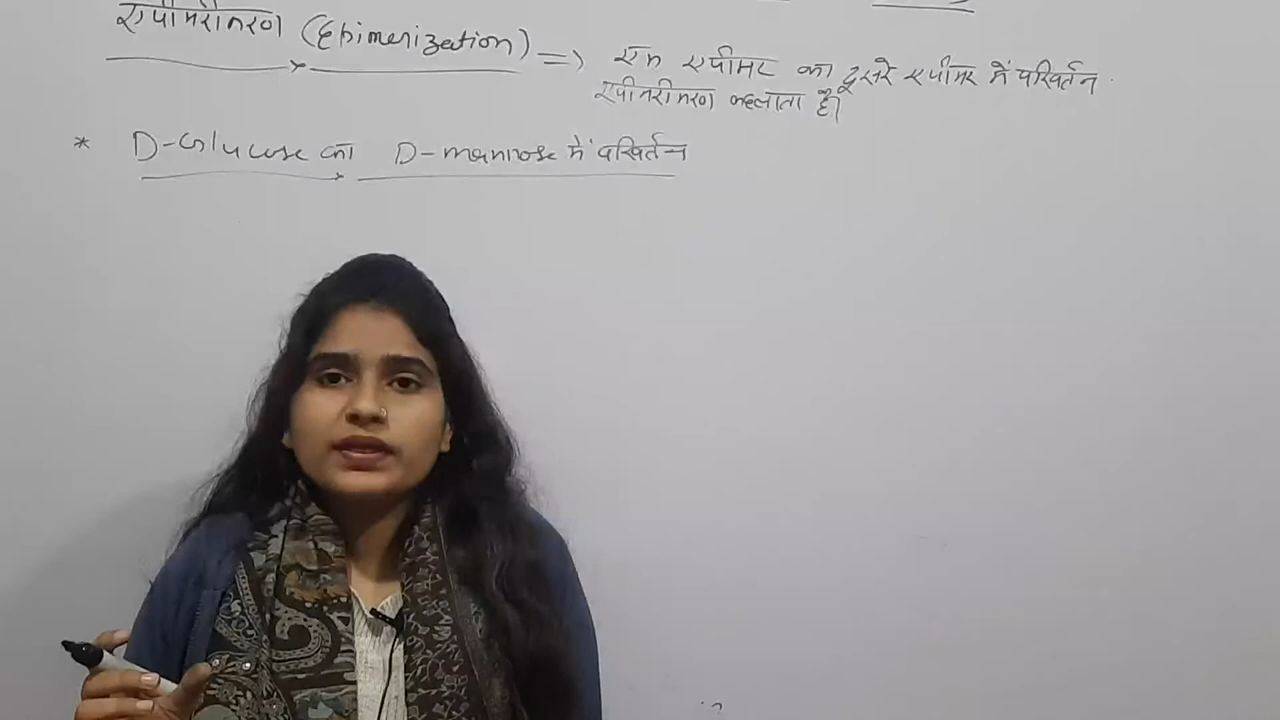 एपीमरीकरण (Epimerization) => एक एपीमर का दूसरे एपीमर में परिवर्तन
एपीमरीकरण कहलाता है।
* D-Glucose का D-mannose में परिवर्तन